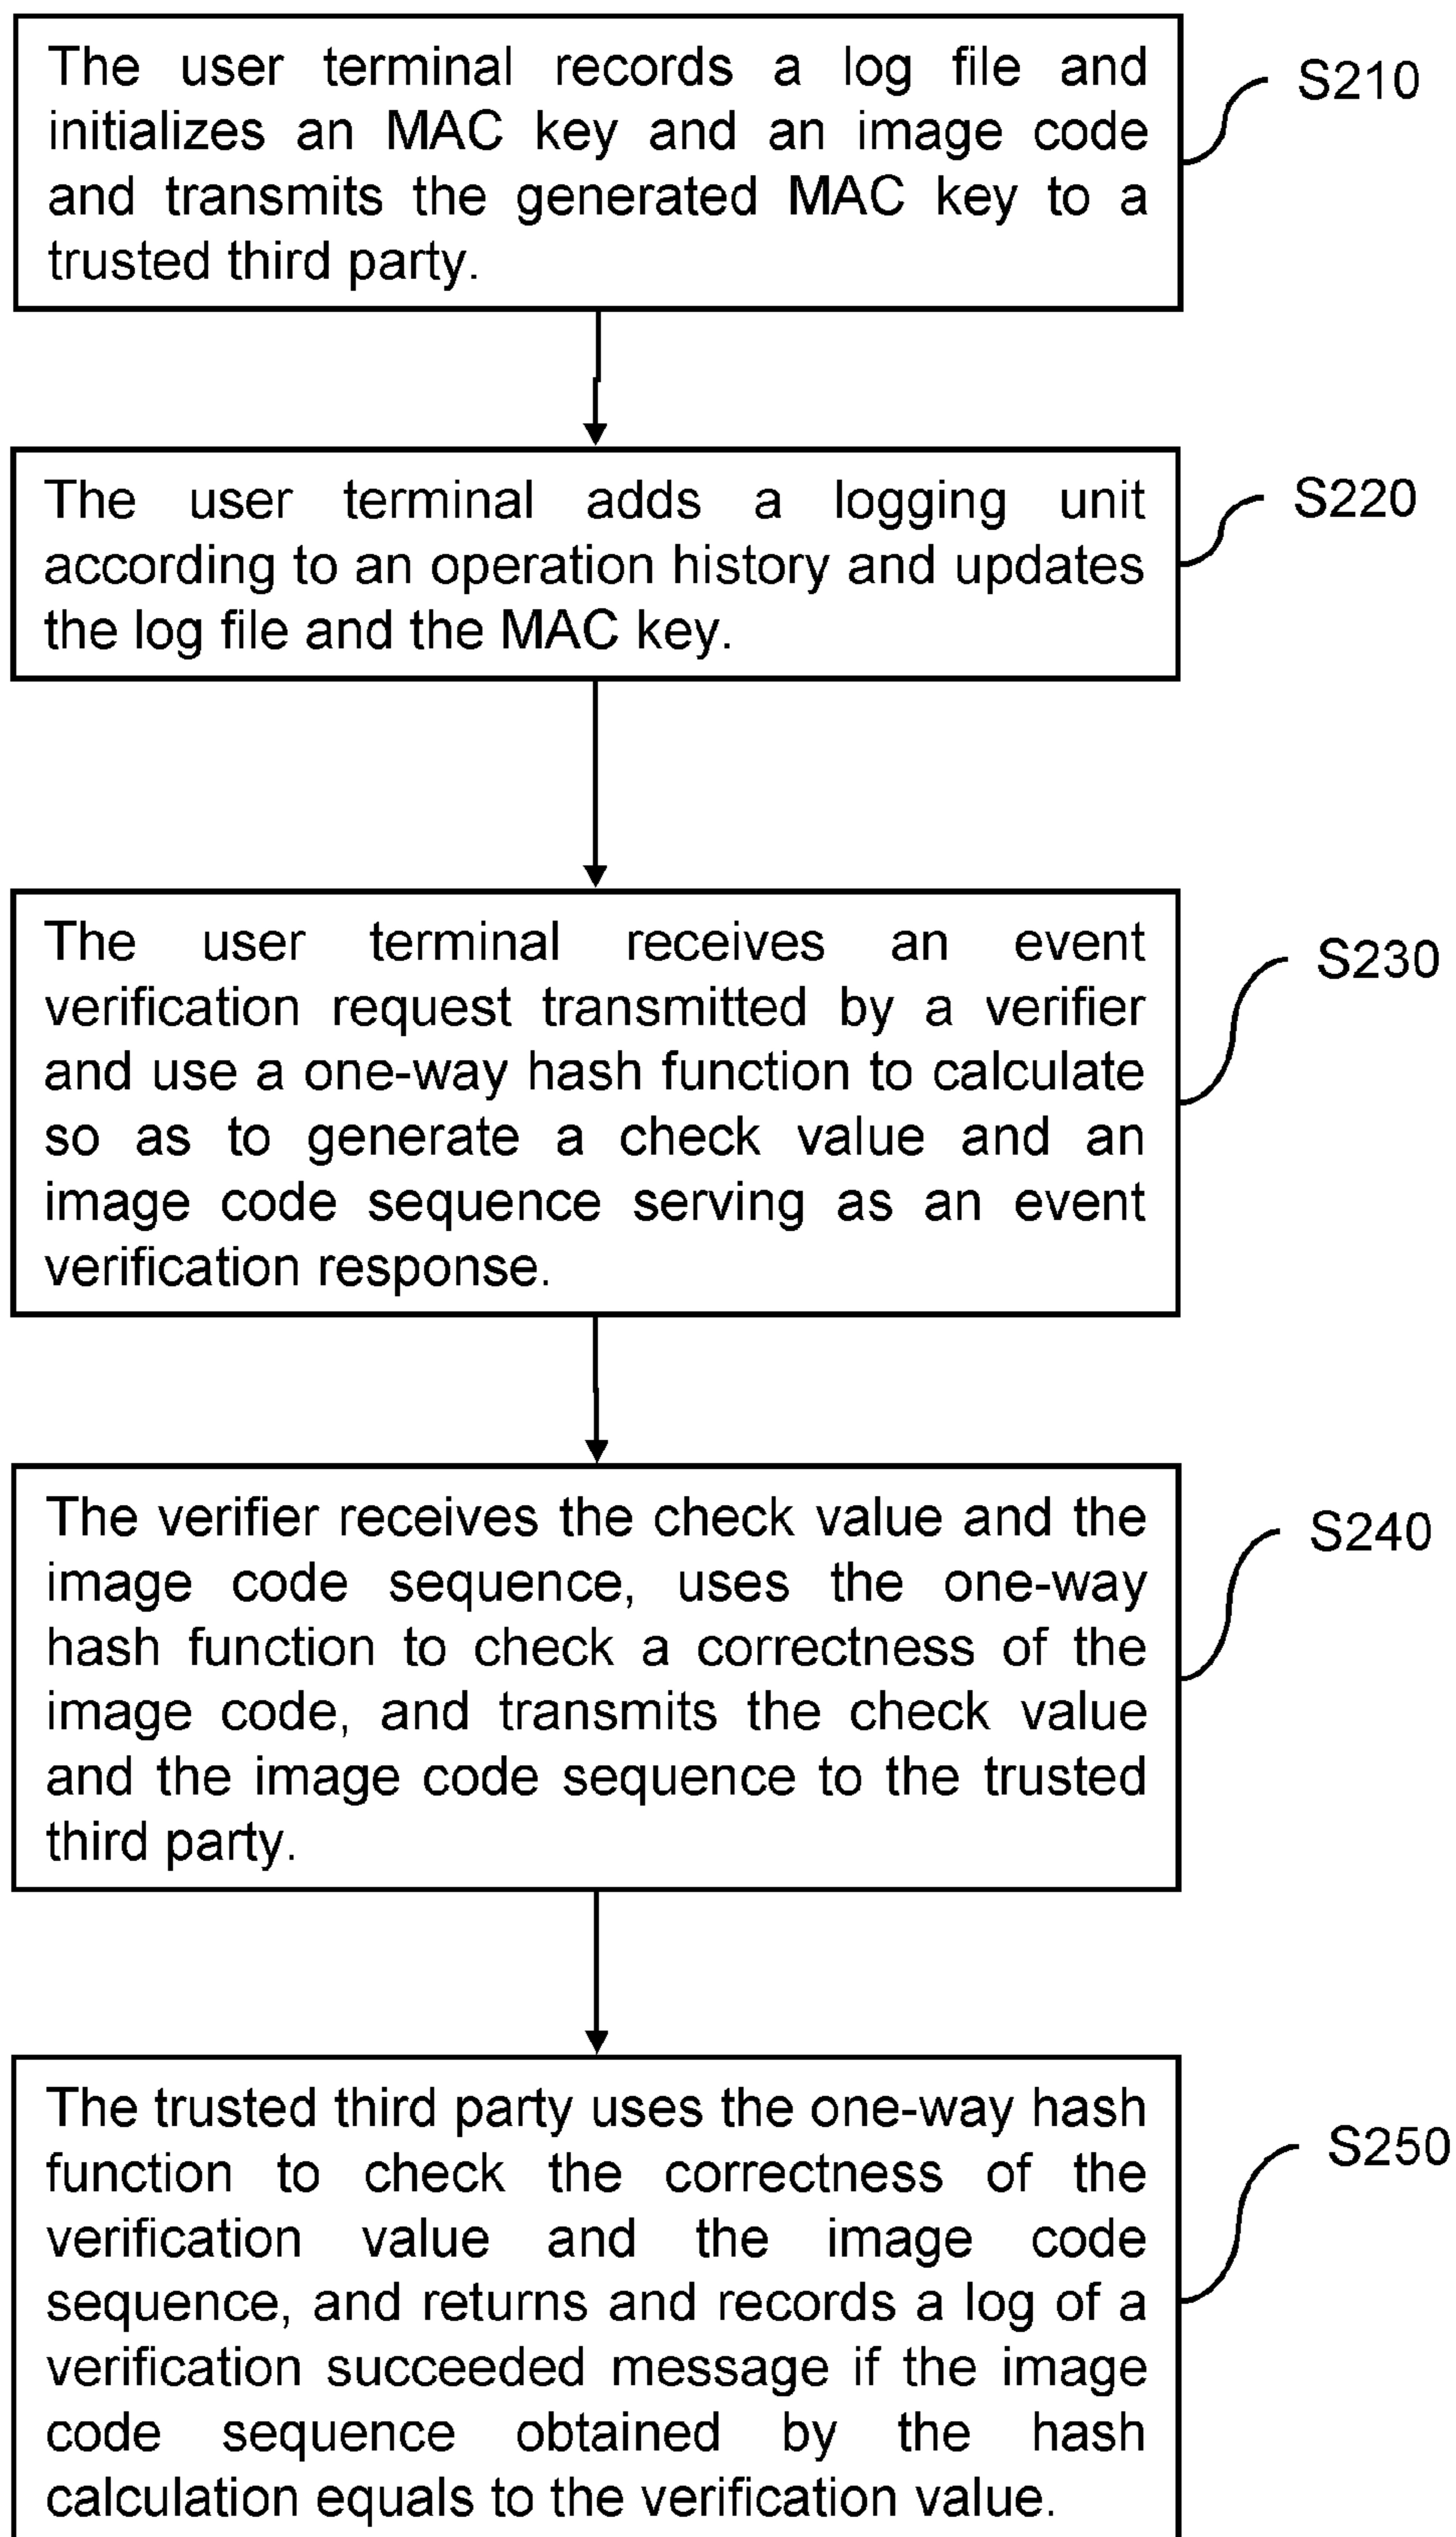 The user terminal records a log file and
initializes an MAC key and an image code
and transmits the generated MAC key to a
trusted third party.
S210
The user terminal adds a logging unit
according to an operation history and updates
the log file and the MAC key.
S220
The user terminal receives an event
verification request transmitted by a verifier
and use a one-way hash function to calculate
so as to generate a check value and an
image code sequence serving as an event
verification response.
S230
The verifier receives the check value and the
image code sequence, uses the one-way
hash function to check a correctness of the
image code, and transmits the check value
and the image code sequence to the trusted
third party.
S240
The trusted third party uses the one-way hash
function to check the correctness of the
verification value and the image code
sequence, and returns and records a log of a
verification succeeded message if the image
code sequence obtained by the hash
calculation equals to the verification value.
S250